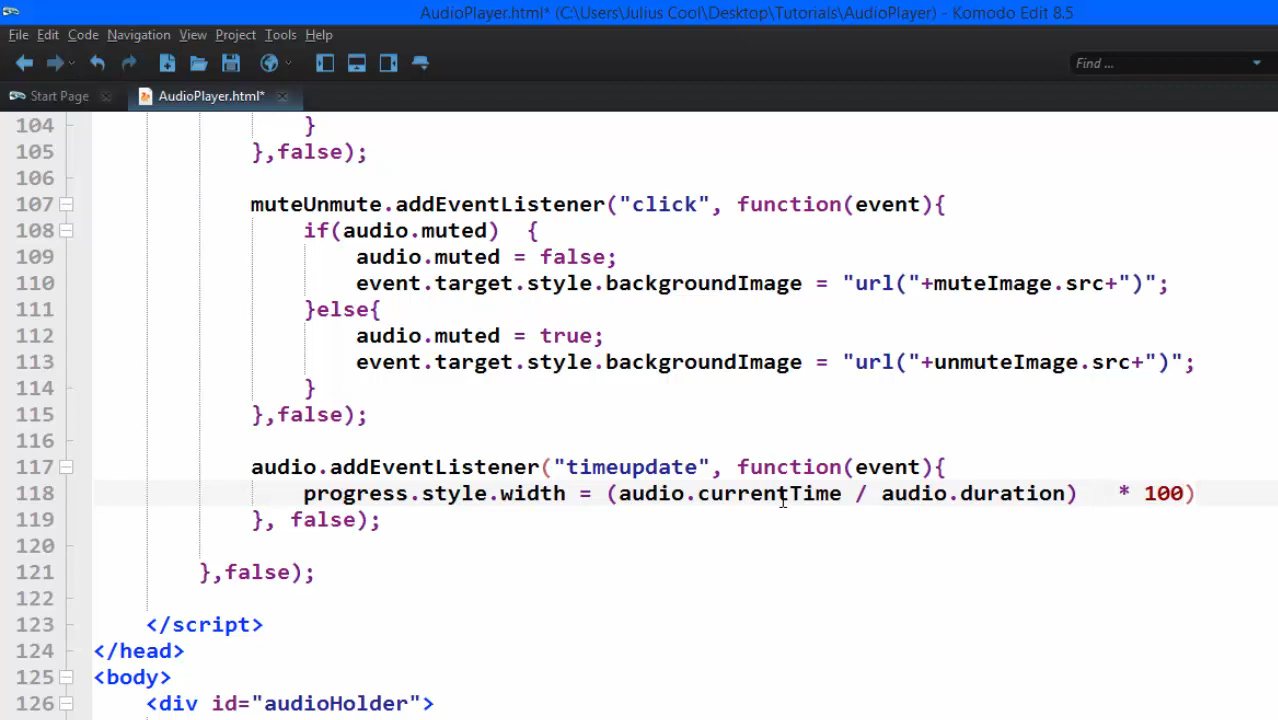 AudioPlayer.html* (C:\Users\Julius Cool\Desktop\Tutorials\AudioPlayer) - Komodo Edit 8.5
File Edit Code Navigation View Project Tools Help
Find ...
Start Page AudioPlayer.html*
104 }
105 },false);
106
107 muteUnmute.addEventListener("click", function(event){
108 if(audio.muted) {
109 audio.muted = false;
110 event.target.style.backgroundImage = "url("+muteImage.src+")";
111 }else{
112 audio.muted = true;
113 event.target.style.backgroundImage = "url("+unmuteImage.src+")";
114 }
115 },false);
116
117 audio.addEventListener("timeupdate", function(event){
118 progress.style.width = (audio.currentTime / audio.duration) * 100)
119 }, false);
120
121 },false);
122
123 </script>
124 </head>
125 <body>
126 <div id="audioHolder">